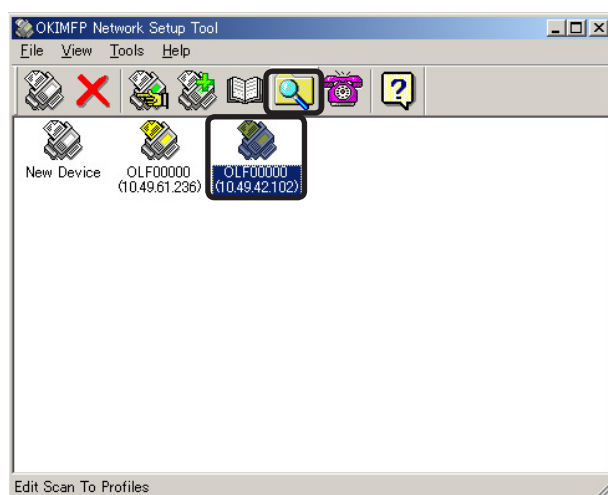 OKIMFP Network Setup Tool
File View Tools Help
New Device
OLF00000
(10.49.61.236)
OLF00000
(10.49.42.102)
Edit Scan To Profiles